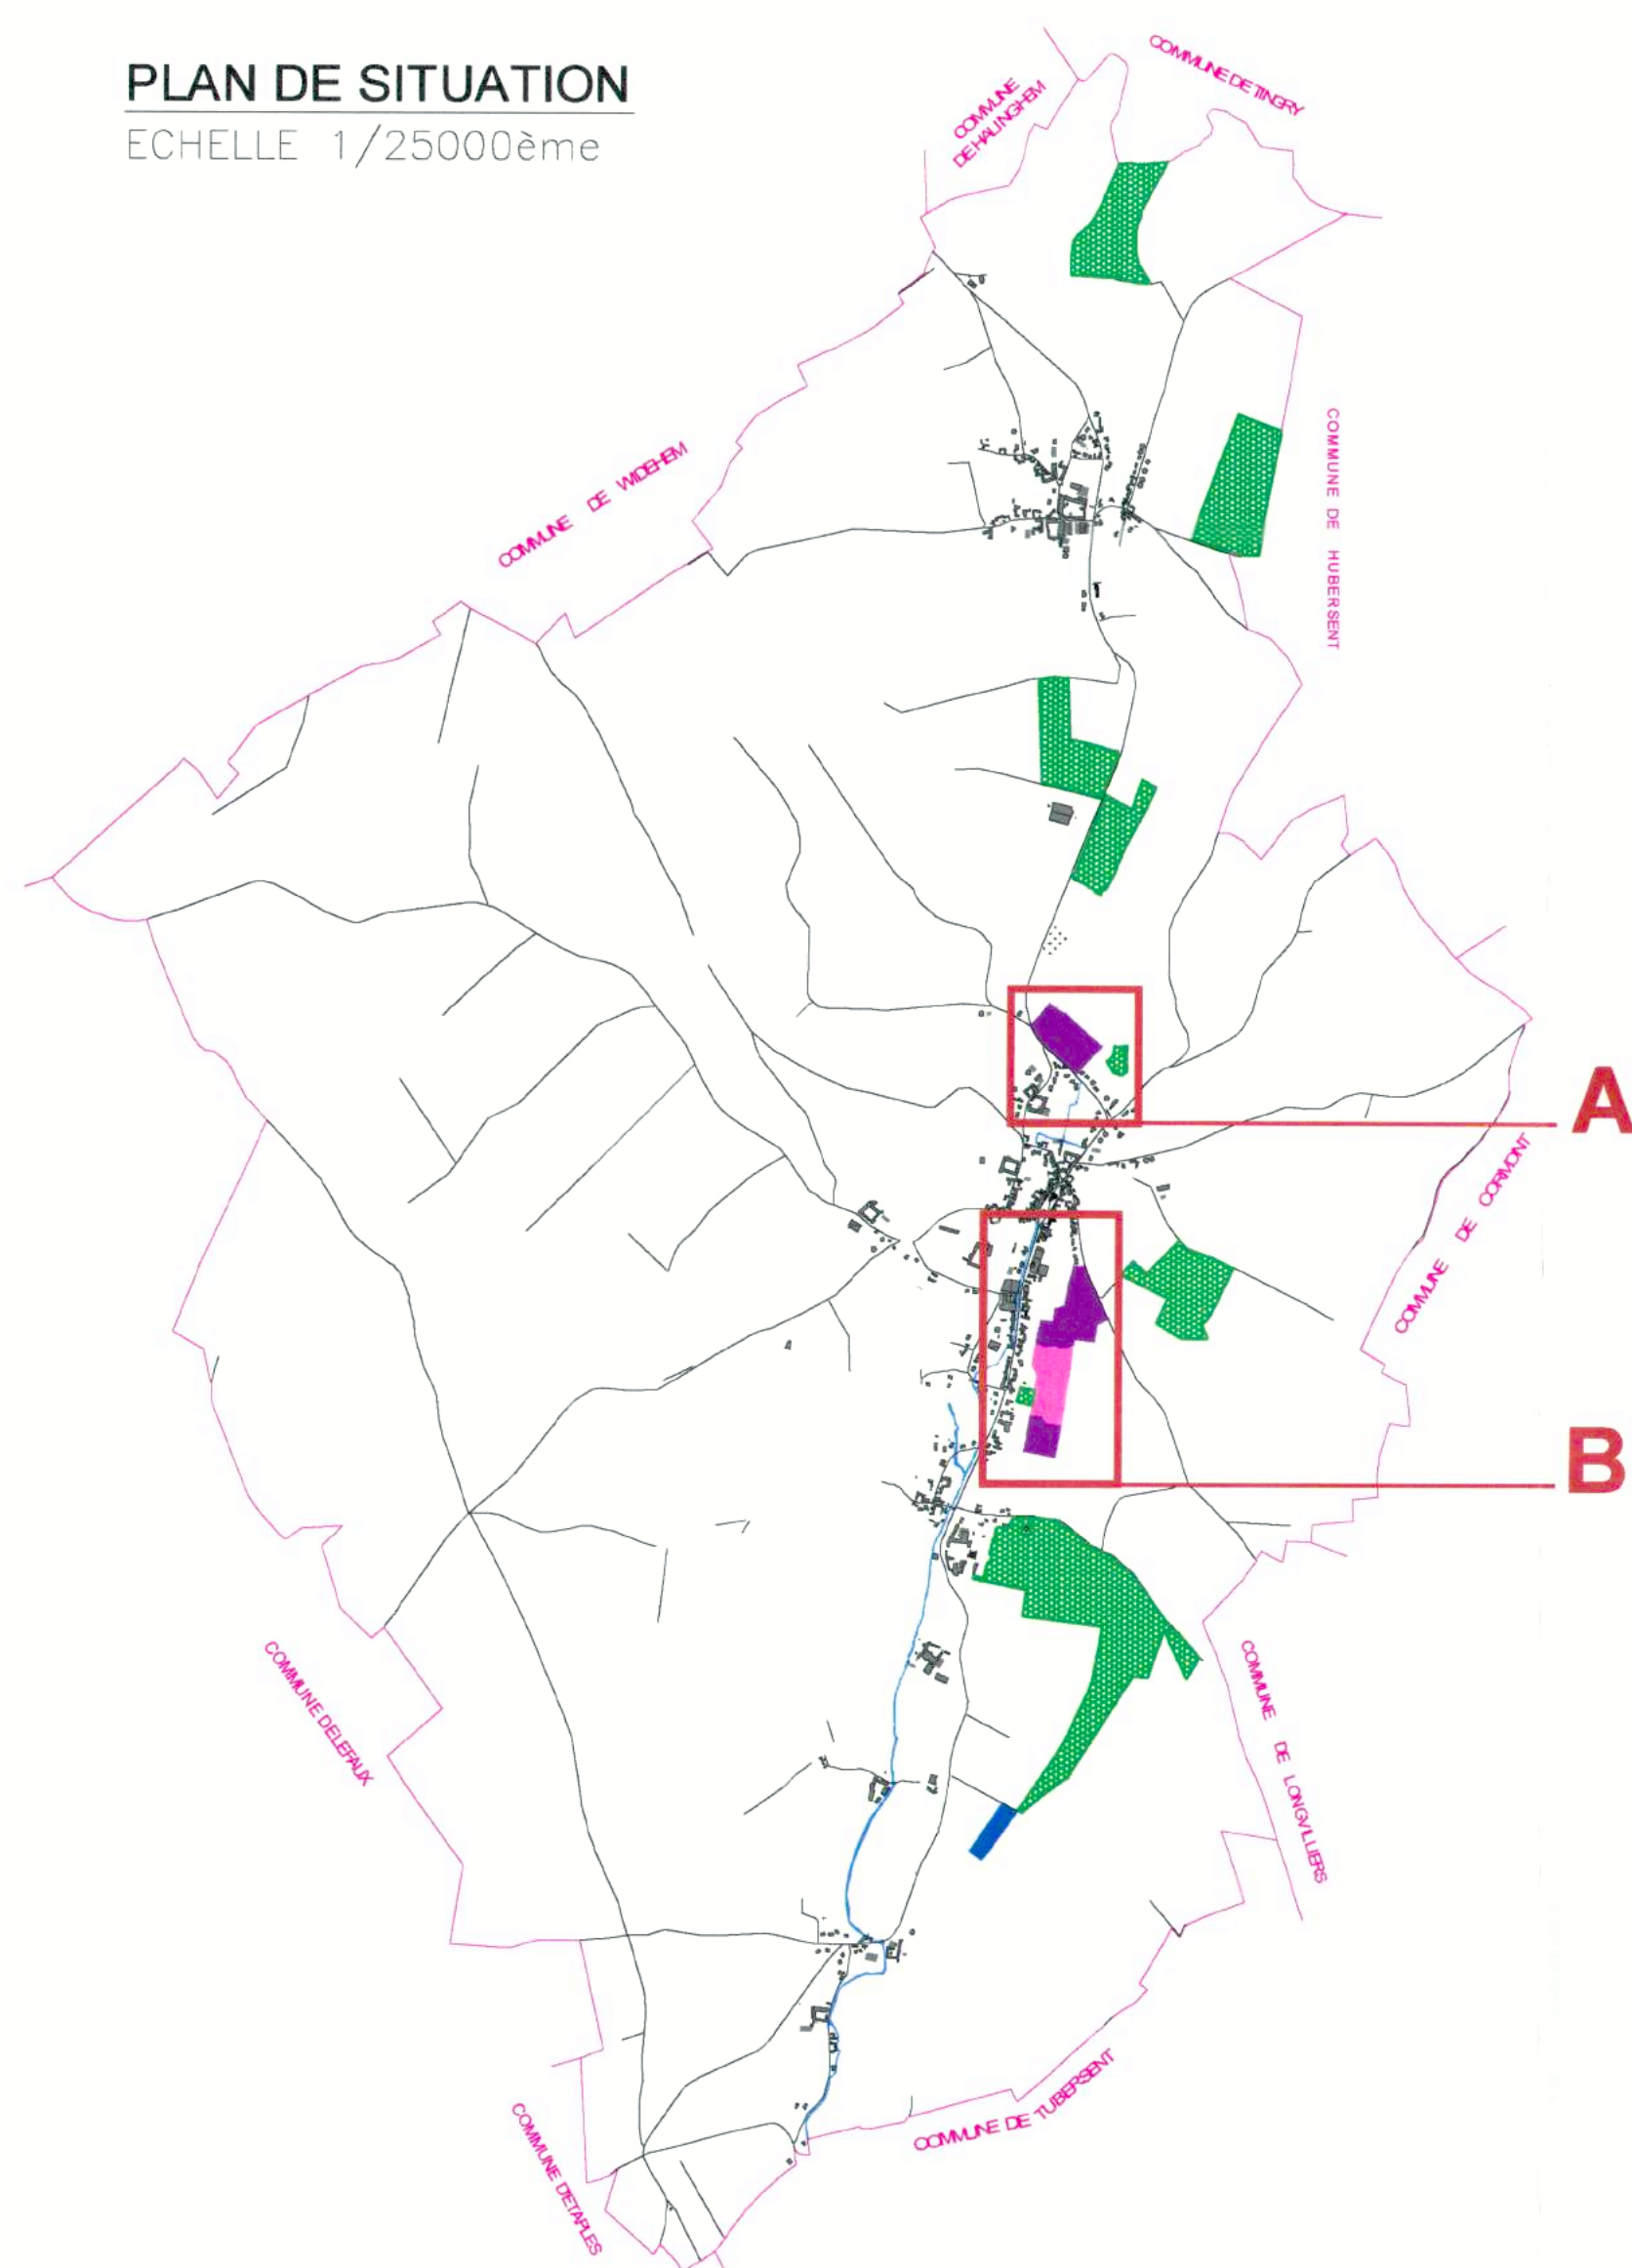 PLAN DE SITUATION
ECHELLE 1/25000ème
COMMUNE DE TINGRY
COMMUNE
DE HALINGHEM
COMMUNE DE WIDEHEM
COMMUNE DE HUBERSENT
A
COMMUNE DE CORMONT
B
COMMUNE DE LEFAUX
COMMUNE DE LONGVILLIERS
COMMUNE DE TUBERSENT
COMMUNE D'ETAPLES